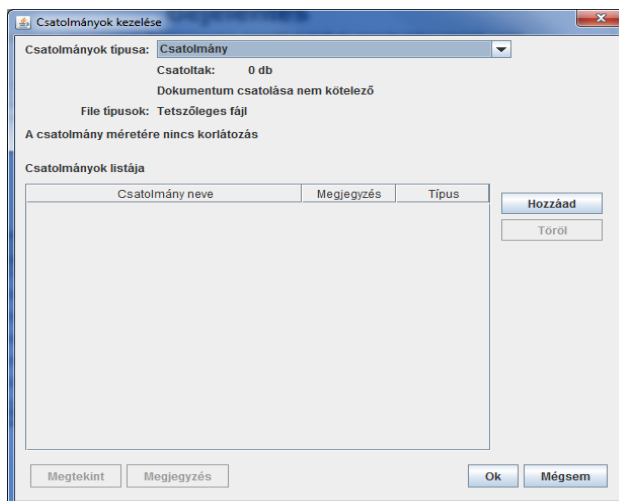 Csatolmányok kezelése
Csatolmányok típusa: Csatolmány
Csatoltak: 0 db
Dokumentum csatolása nem kötelező
File típusok: Tetszőleges fájl
A csatolmány méretére nincs korlátozás
Csatolmányok listája
Csatolmány neve Megjegyzés Típus
Hozzáad
Töröl
Megtekint Megjegyzés Ok Mégsem